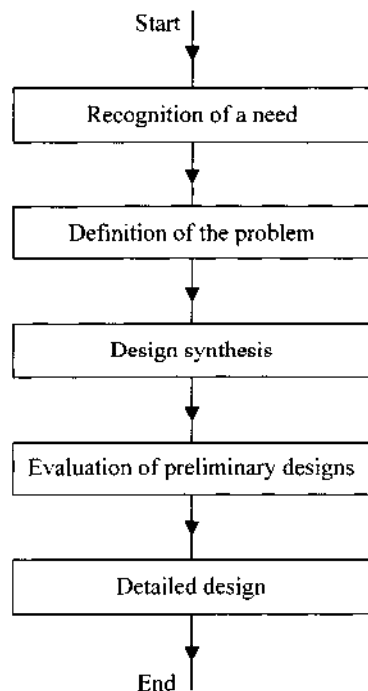 Start
Recognition of a need
Definition of the problem
Design synthesis
Evaluation of preliminary designs
Detailed design
End